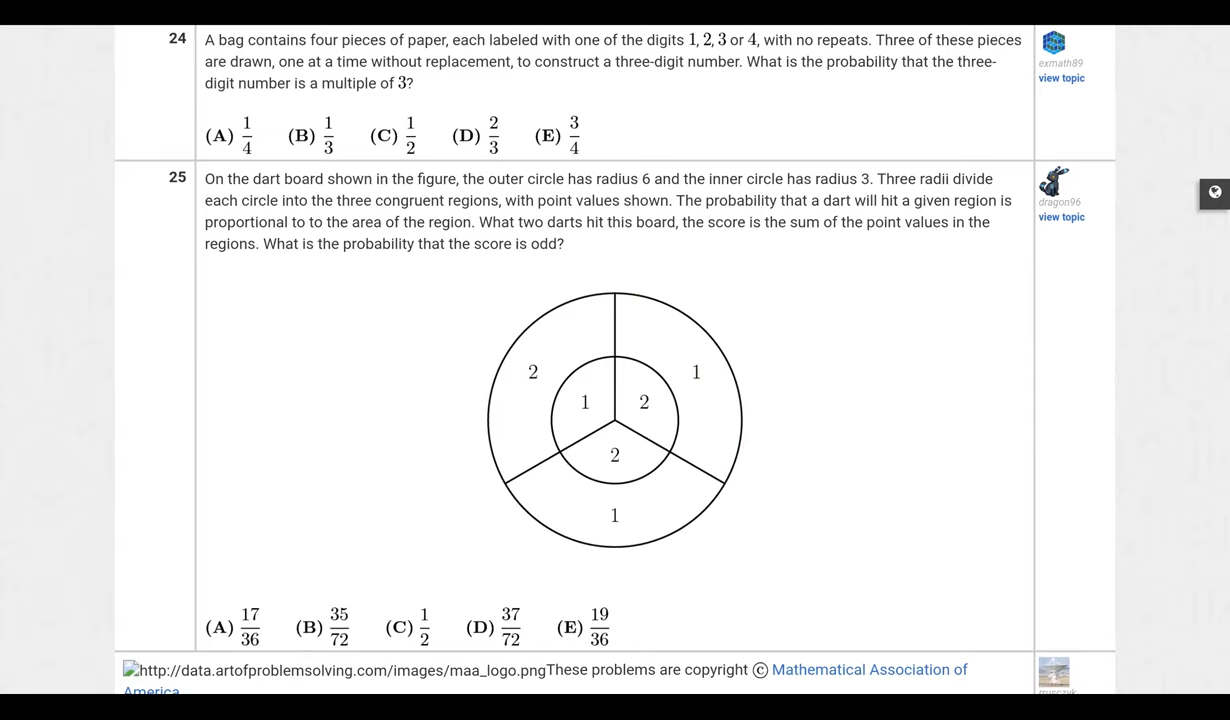 24
A bag contains four pieces of paper, each labeled with one of the digits 1, 2, 3 or 4, with no repeats. Three of these pieces
are drawn, one at a time without replacement, to construct a three-digit number. What is the probability that the three-
digit number is a multiple of 3?
exmath89
view topic
(A) 1/4 (B) 1/3 (C) 1/2 (D) 2/3 (E) 3/4
25
On the dart board shown in the figure, the outer circle has radius 6 and the inner circle has radius 3. Three radii divide
each circle into the three congruent regions, with point values shown. The probability that a dart will hit a given region is
proportional to to the area of the region. What two darts hit this board, the score is the sum of the point values in the
regions. What is the probability that the score is odd?
dragon96
view topic
2 1
1 2
2
1
(A) 17/36 (B) 35/72 (C) 1/2 (D) 37/72 (E) 19/36
http://data.artofproblemsolving.com/images/maa_logo.pngThese problems are copyright © Mathematical Association of
America
rrusczyk